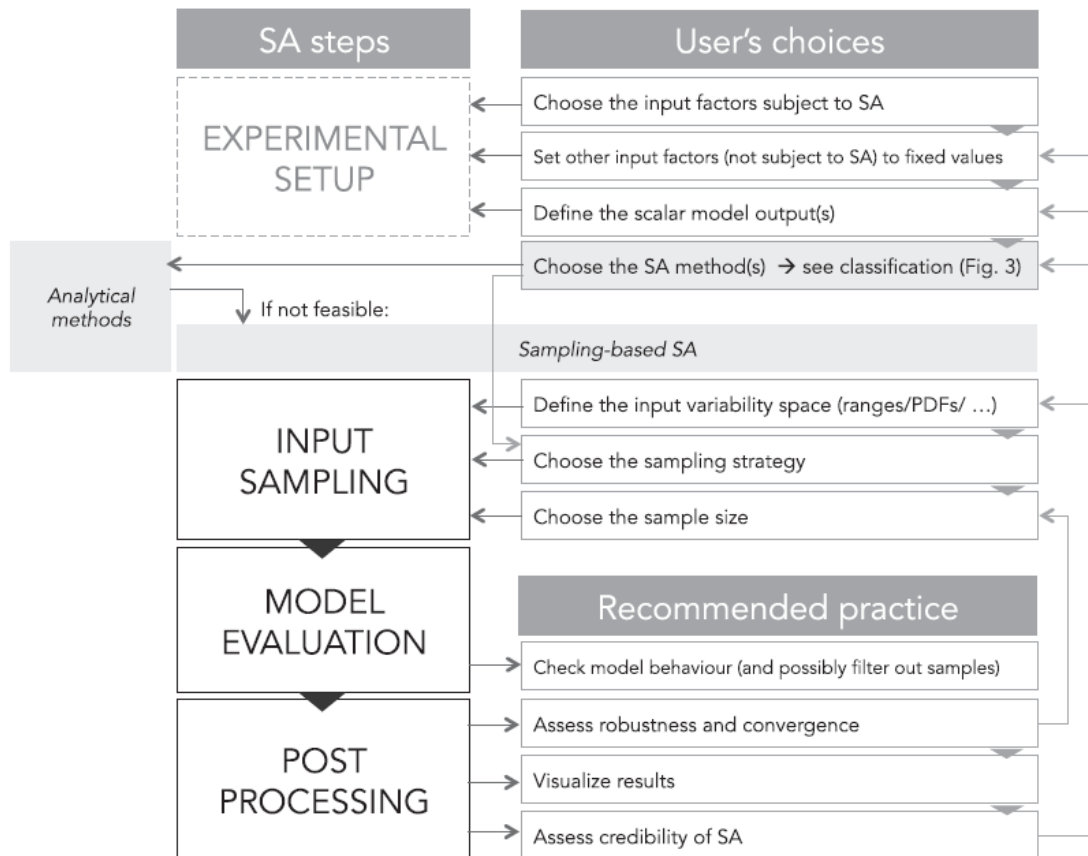 SA steps
User's choices
EXPERIMENTAL
SETUP
Choose the input factors subject to SA
Set other input factors (not subject to SA) to fixed values
Define the scalar model output(s)
Choose the SA method(s) → see classification (Fig. 3)
Analytical
methods
If not feasible:
Sampling-based SA
INPUT
SAMPLING
Define the input variability space (ranges/PDFs/ ...)
Choose the sampling strategy
Choose the sample size
MODEL
EVALUATION
Recommended practice
Check model behaviour (and possibly filter out samples)
POST
PROCESSING
Assess robustness and convergence
Visualize results
Assess credibility of SA